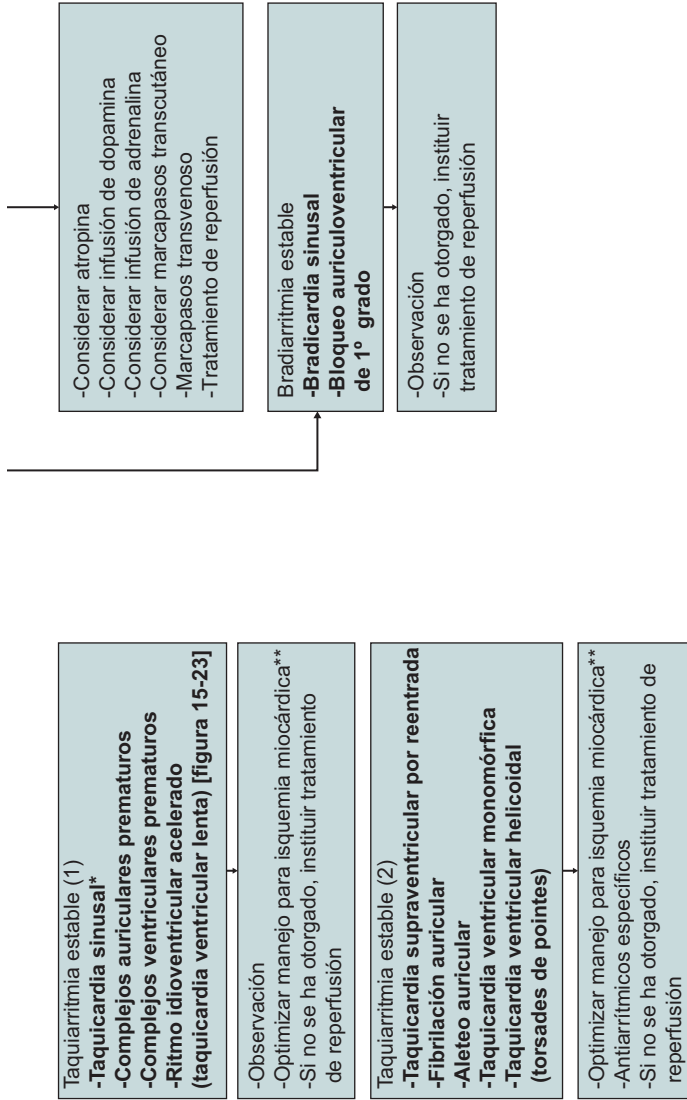 Taquiarritmia estable (1)
-Taquicardia sinusal*
-Complejos auriculares prematuros
-Complejos ventriculares prematuros
-Ritmo idioventricular acelerado
(taquicardia ventricular lenta) [figura 15-23]
-Observación
-Optimizar manejo para isquemia miocárdica**
-Si no se ha otorgado, instituir tratamiento
de reperfusión
Taquiarritmia estable (2)
-Taquicardia supraventricular por reentrada
-Fibrilación auricular
-Aleteo auricular
-Taquicardia ventricular monomórfica
-Taquicardia ventricular helicoidal
(torsades de pointes)
-Optimizar manejo para isquemia miocárdica**
-Antiarrítmicos específicos
-Si no se ha otorgado, instituir tratamiento de
reperfusión
-Considerar atropina
-Considerar infusión de dopamina
-Considerar infusión de adrenalina
-Considerar marcapasos transcutáneo
-Marcapasos transvenoso
-Tratamiento de reperfusión
Bradiarritmia estable
-Bradicardia sinusal
-Bloqueo auriculoventricular
de 1º grado
-Observación
-Si no se ha otorgado, instituir
tratamiento de reperfusión